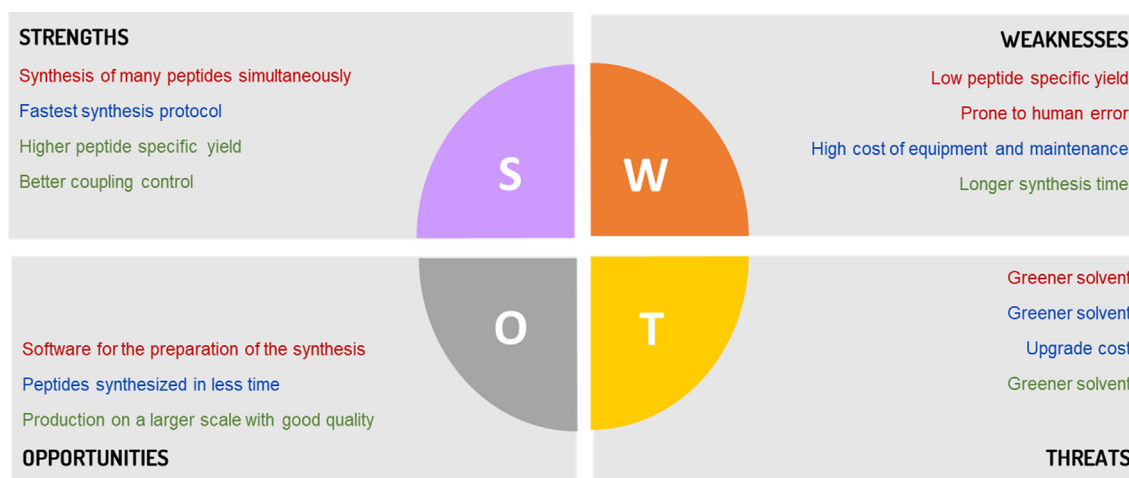 STRENGTHS
Synthesis of many peptides simultaneously
Fastest synthesis protocol
Higher peptide specific yield
Better coupling control
S
WEAKNESSES
Low peptide specific yield
Prone to human error
High cost of equipment and maintenance
Longer synthesis time
W
O
Software for the preparation of the synthesis
Peptides synthesized in less time
Production on a larger scale with good quality
OPPORTUNITIES
T
Greener solvent
Greener solvent
Upgrade cost
Greener solvent
THREATS